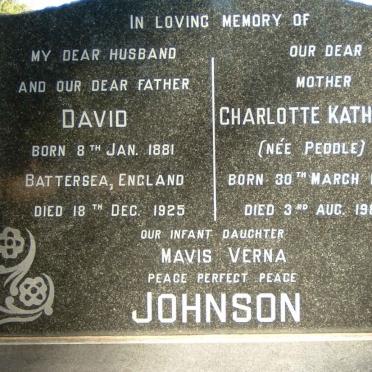 IN LOVING MEMORY OF
MY DEAR HUSBAND
AND OUR DEAR FATHER
DAVID
BORN 8TH JAN. 1881
BATTERSEA, ENGLAND
DIED 18TH DEC. 1925
OUR DEAR
MOTHER
CHARLOTTE
(NÉE PEDDLE)
BORN 30TH MARCH
DIED 3RD AUG.
OUR INFANT DAUGHTER
MAVIS VERNA
PEACE PERFECT PEACE
JOHNSON